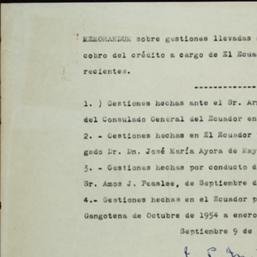 MEMORANDUM sobre gestiones llevadas
cobro del crédito a cargo de El Ecua
recientes.
1. ) Gestiones hechas ante el Sr. Ar
del Consulado General del Ecuador en
2. - Gestiones hechas en El Ecuador
gado Dr. Dn. José María Ayora de May
3. - Gestiones hechas por conducto d
Sr. Amos J. Peaslee, de Septiembre d
4.- Gestiones hechas en el Ecuador p
Gangotena de Octubre de 1954 a enero
Septiembre 9 de